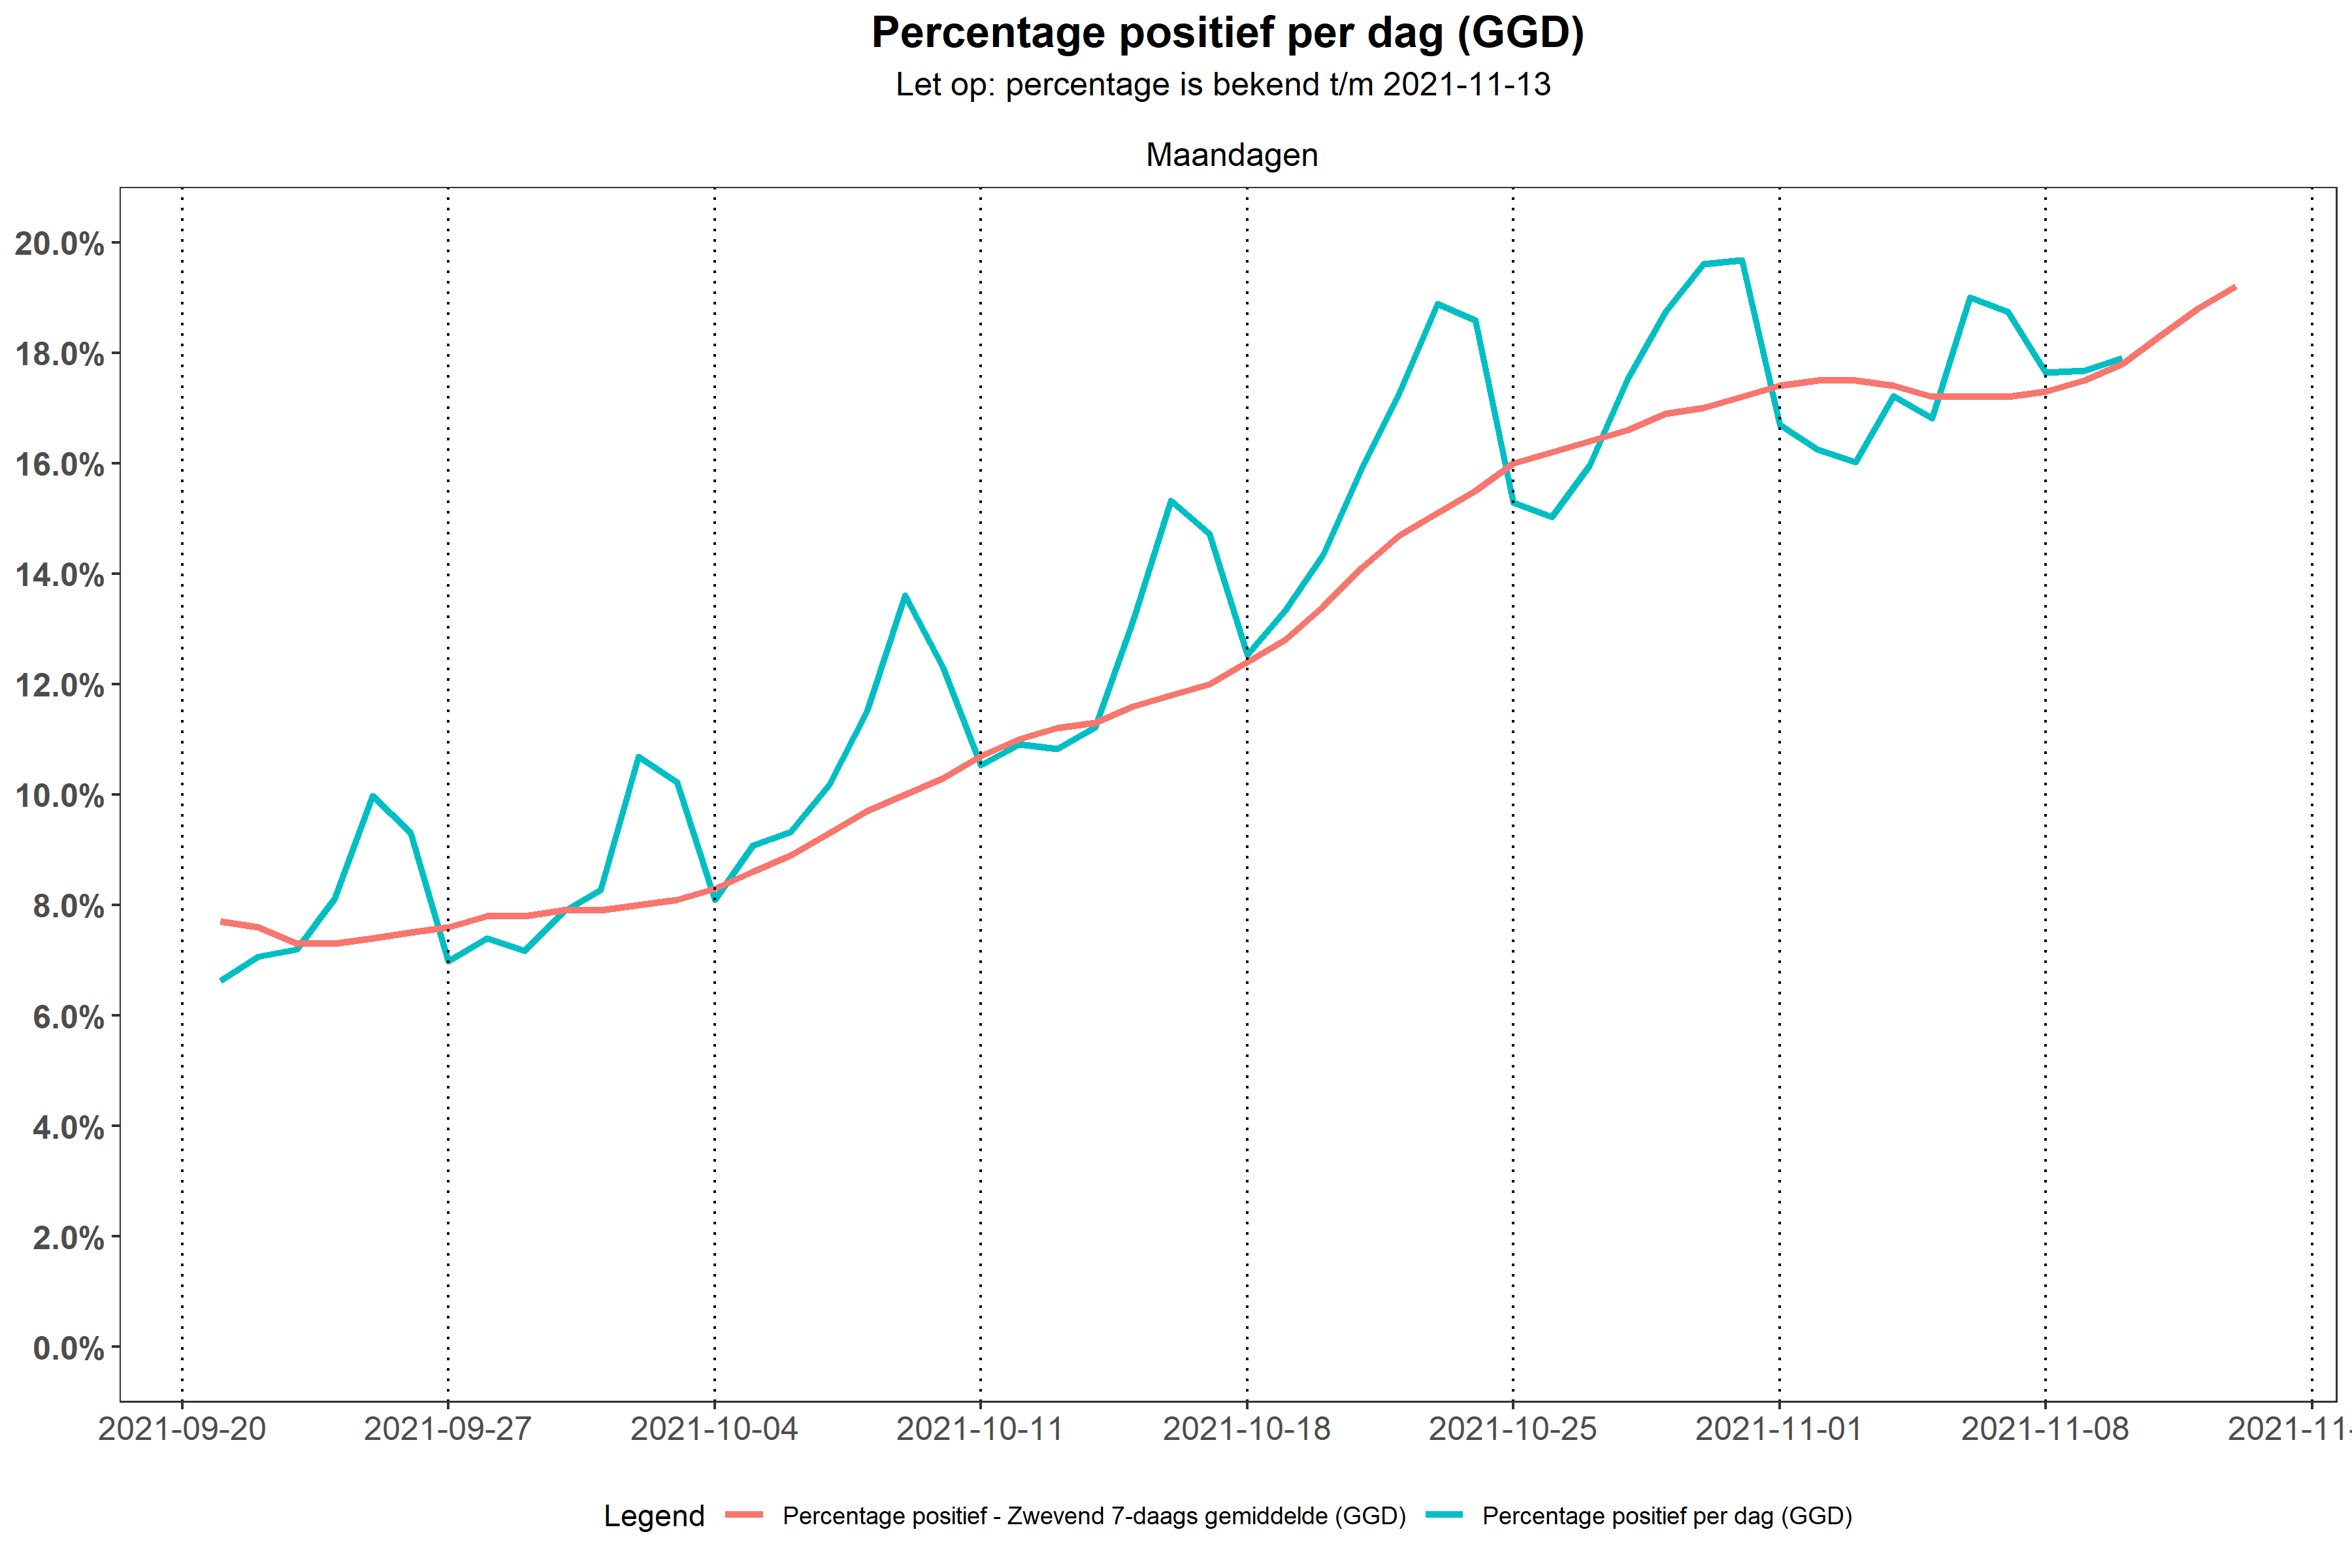 Percentage positief per dag (GGD)
Let op: percentage is bekend t/m 2021-11-13
Maandagen
20.0%
18.0%
16.0%
14.0%
12.0%
10.0%
8.0%
6.0%
4.0%
2.0%
0.0%
2021-09-20 2021-09-27 2021-10-04 2021-10-11 2021-10-18 2021-10-25 2021-11-01 2021-11-08 2021-11-
Legend Percentage positief - Zwevend 7-daags gemiddelde (GGD) Percentage positief per dag (GGD)